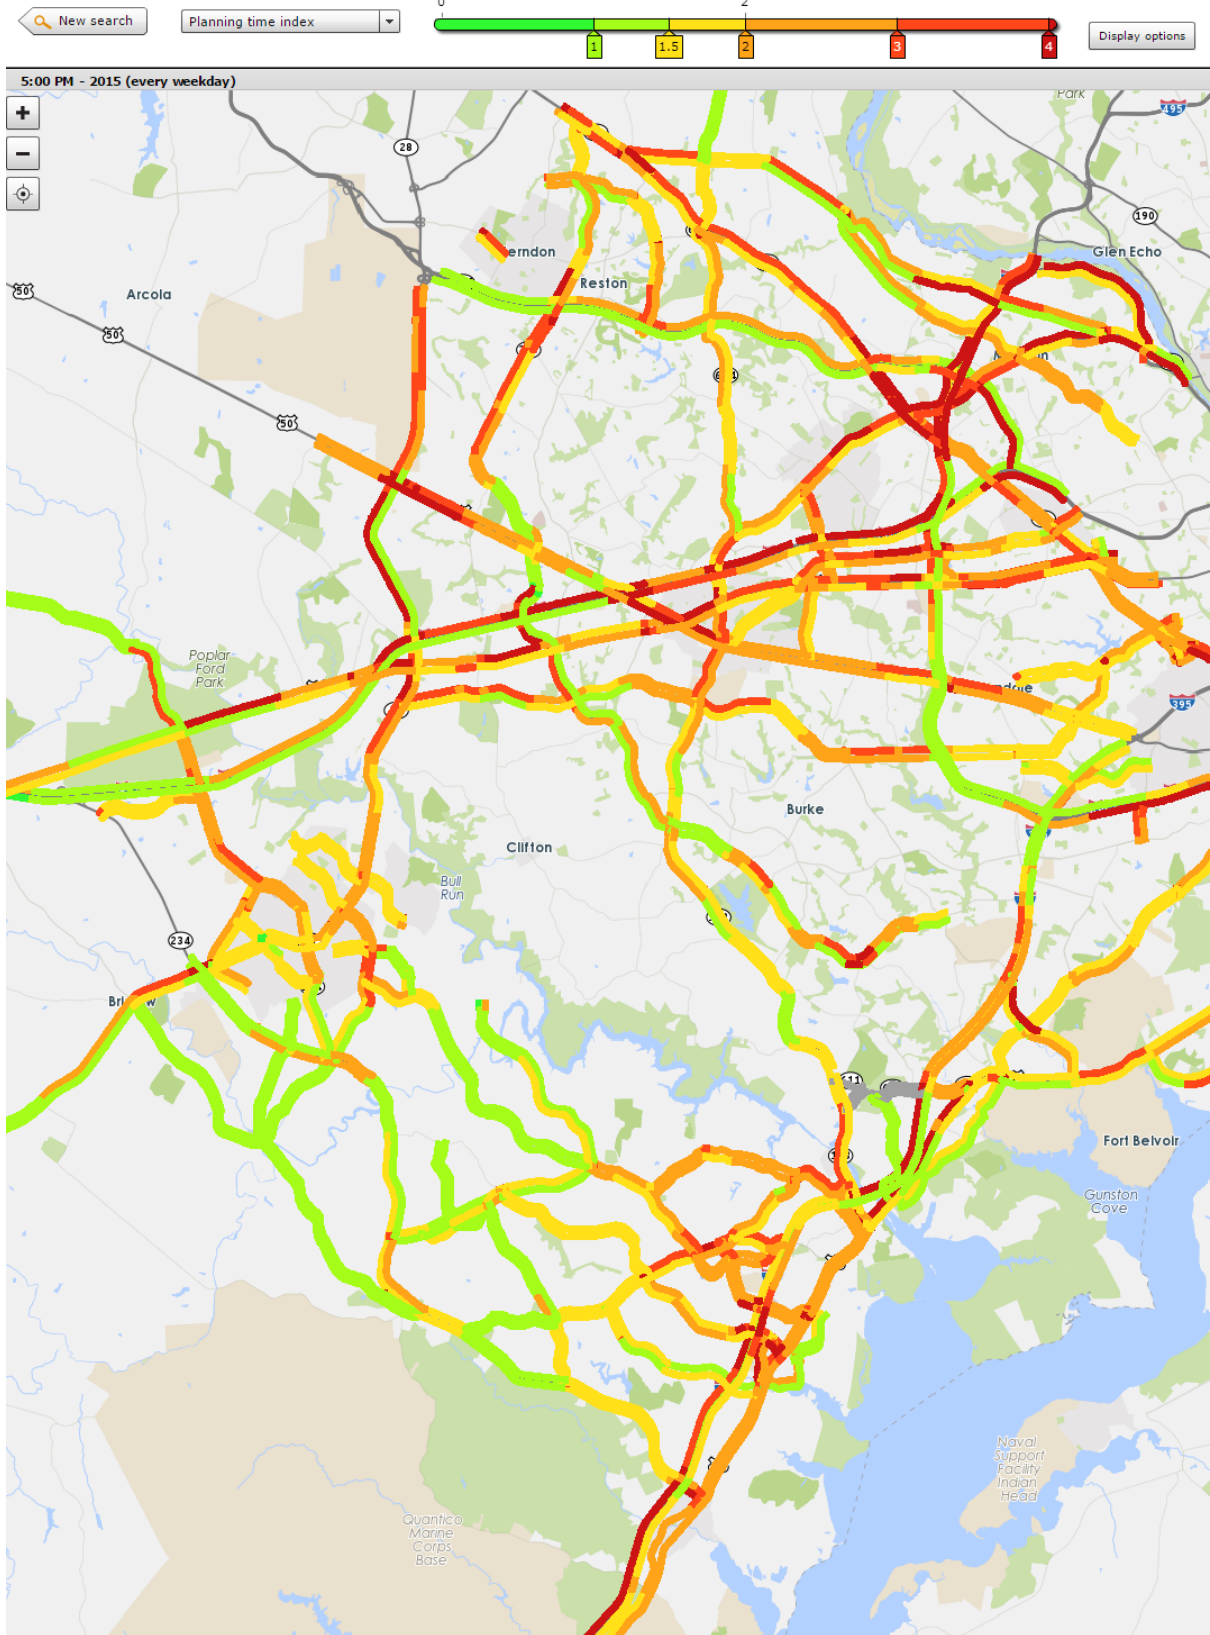 0
2
New search
Planning time index
1
1.5
2
3
4
Display options
5:00 PM - 2015 (every weekday)
+
−
Park
495
28
190
Glen Echo
erndon
Reston
50
Arcola
50
50
Poplar
Ford
Park
395
Burke
Clifton
Bull
Run
234
Fort Belvoir
Gunston
Cove
Naval
Support
Facility
Indian
Head
Quantico
Marine
Corps
Base